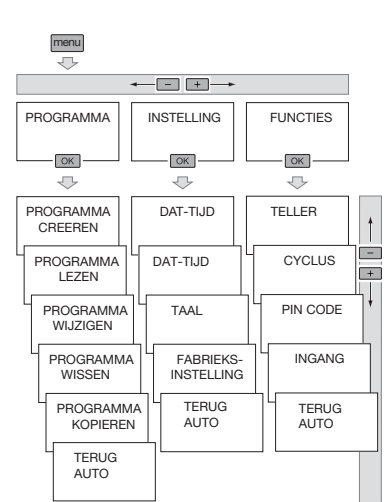 menu
− +
PROGRAMMA
OK
INSTELLING
OK
FUNCTIES
OK
PROGRAMMA
CREEREN
PROGRAMMA
LEZEN
PROGRAMMA
WIJZIGEN
PROGRAMMA
WISSEN
PROGRAMMA
KOPIEREN
TERUG
AUTO
DAT-TIJD
DAT-TIJD
TAAL
FABRIEKS-
INSTELLING
TERUG
AUTO
TELLER
CYCLUS
PIN CODE
INGANG
TERUG
AUTO
−
+